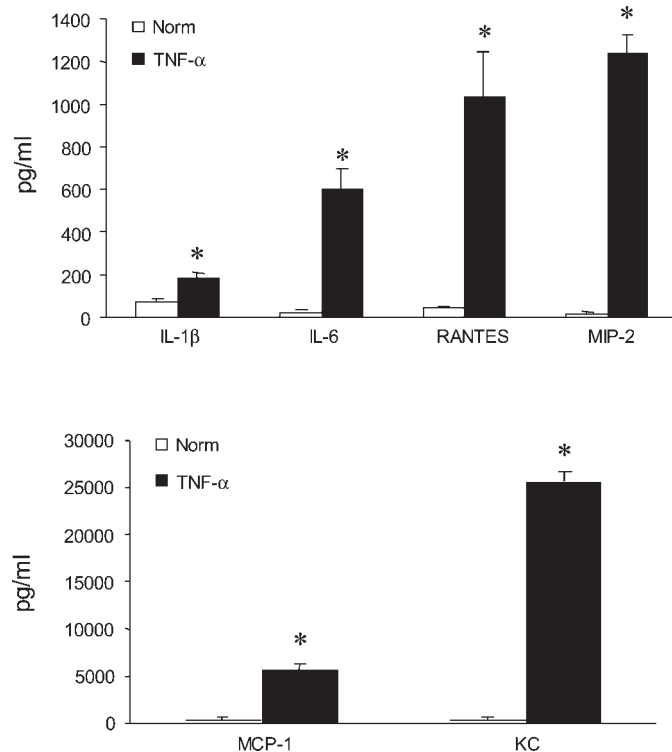 1400
1200
1000
800
600
400
200
0
pg/ml
Norm
TNF-α
*
*
*
*
IL-1β IL-6 RANTES MIP-2
30000
25000
20000
15000
10000
5000
0
pg/ml
Norm
TNF-α
*
*
MCP-1 KC